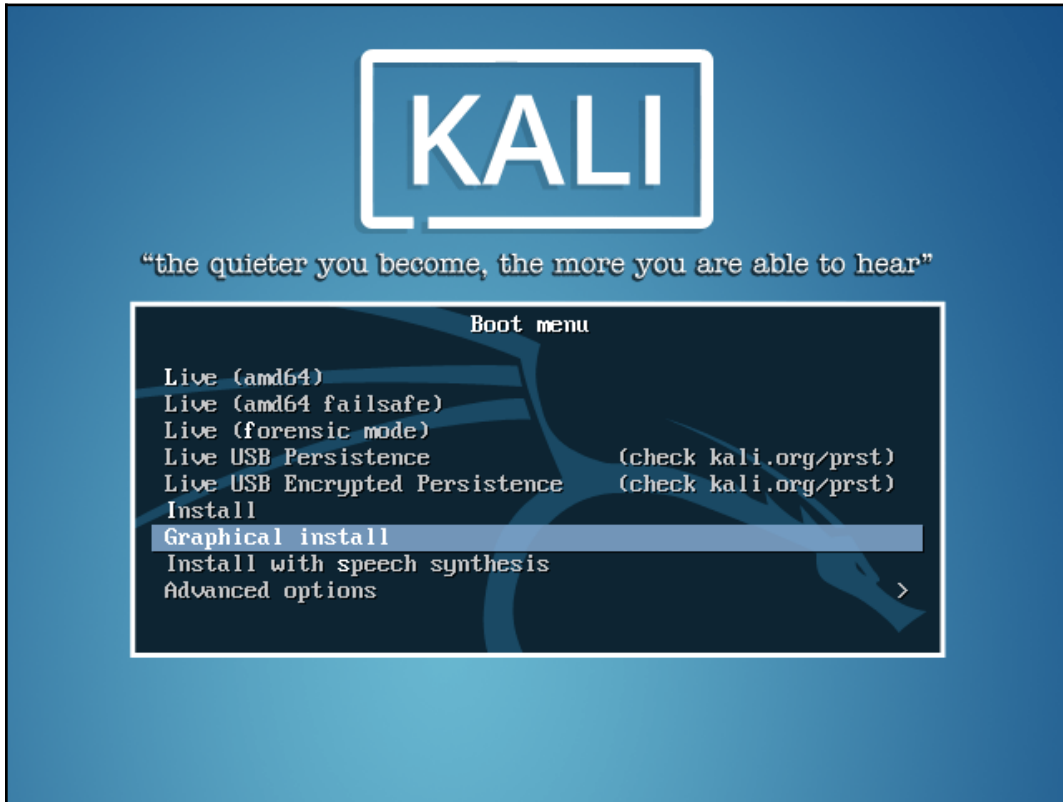 KALI
“the quieter you become, the more you are able to hear”
Boot menu
Live (amd64)
Live (amd64 failsafe)
Live (forensic mode)
Live USB Persistence (check kali.org/prst)
Live USB Encrypted Persistence (check kali.org/prst)
Install
Graphical install
Install with speech synthesis
Advanced options >